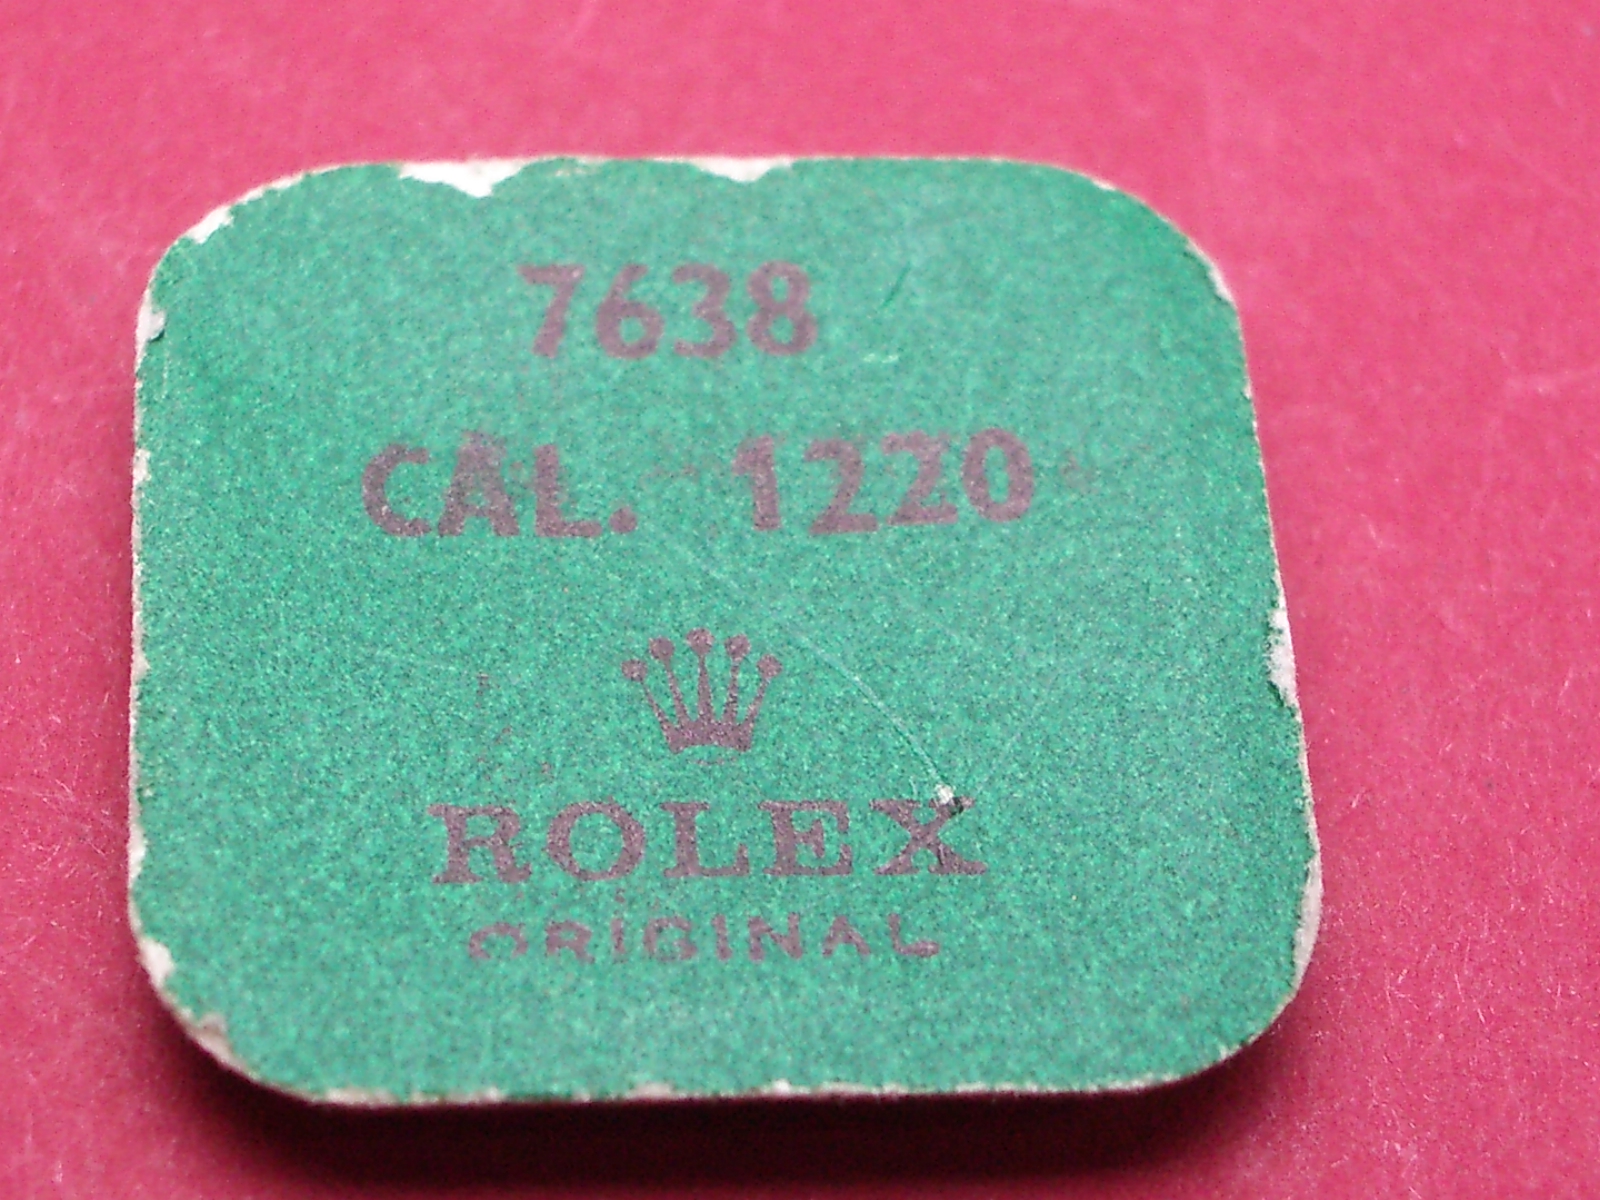 7638
CAL. 1220
ROLEX
ORIGINAL